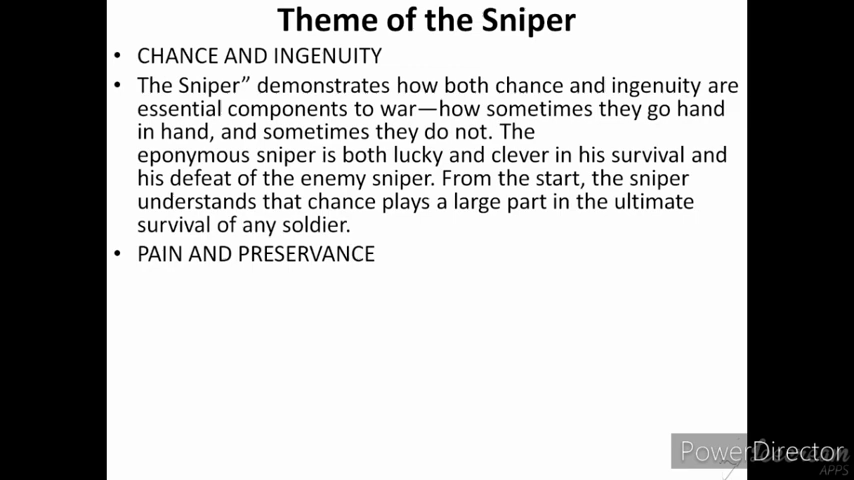 Theme of the Sniper
• CHANCE AND INGENUITY
• The Sniper” demonstrates how both chance and ingenuity are
essential components to war—how sometimes they go hand
in hand, and sometimes they do not. The
eponymous sniper is both lucky and clever in his survival and
his defeat of the enemy sniper. From the start, the sniper
understands that chance plays a large part in the ultimate
survival of any soldier.
• PAIN AND PRESERVANCE
PowerDirector
APPS